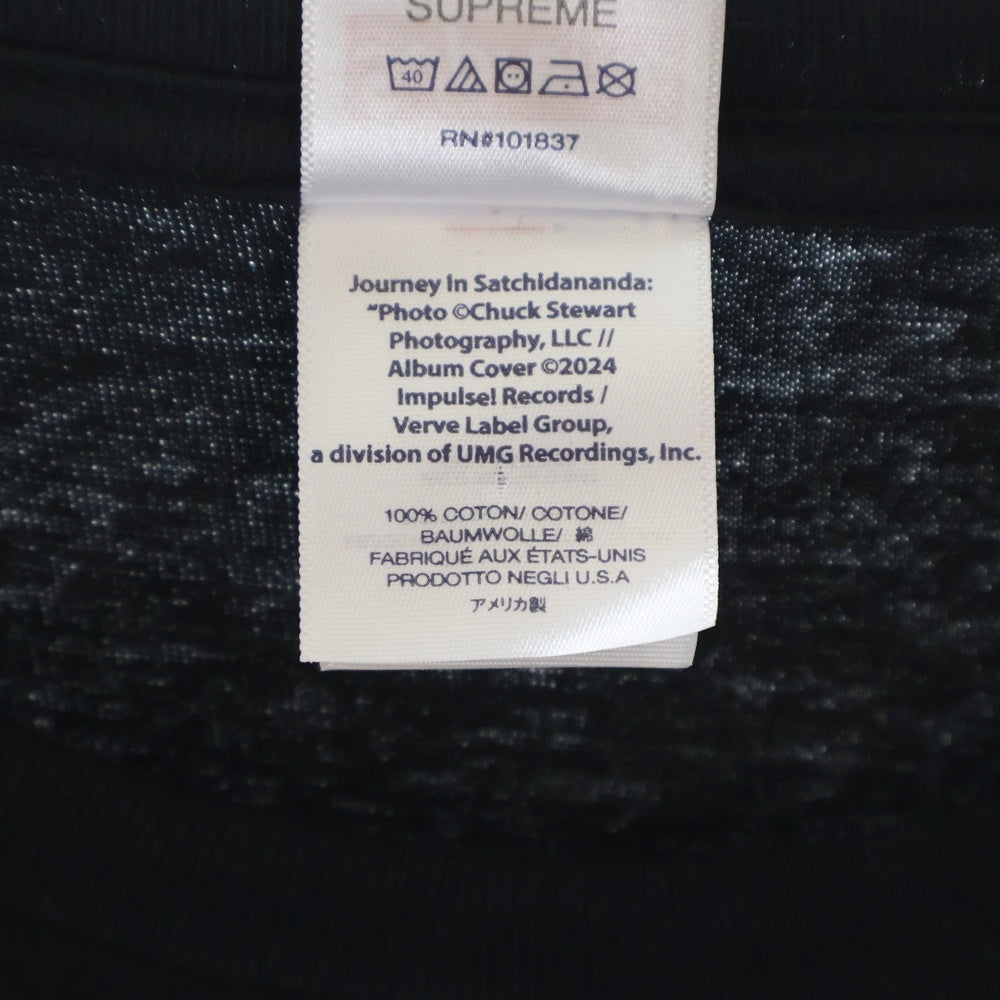 SUPREME
40
RN#101837
Journey In Satchidananda:
“Photo ©Chuck Stewart
Photography, LLC //
Album Cover ©2024
Impulse! Records /
Verve Label Group,
a division of UMG Recordings, Inc.
100% COTON/ COTONE/
BAUMWOLLE/ 綿
FABRIQUÉ AUX ÉTATS-UNIS
PRODOTTO NEGLI U.S.A
アメリカ製